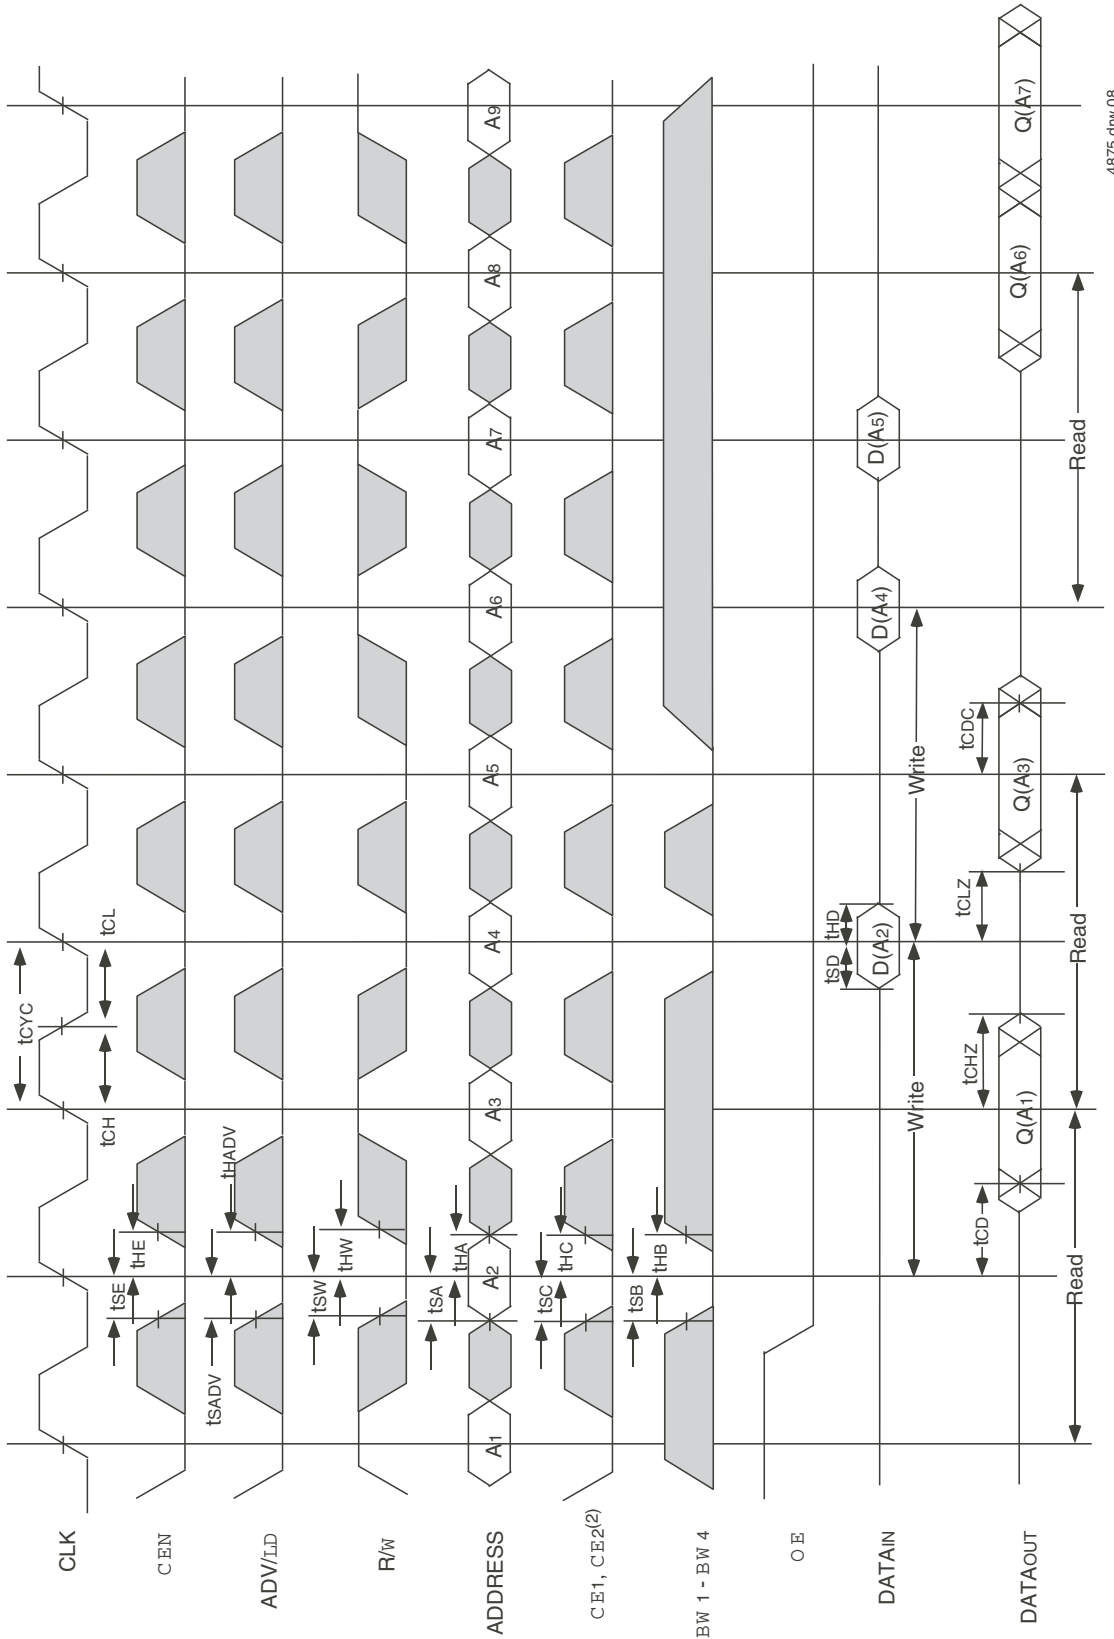 tCYC
tCH
tCL
CLK
tSE
tHE
CEN
tSADV
tHADV
ADV/LD
tSW
tHW
R/W
tSA
tHA
ADDRESS
A1
A2
A3
A4
A5
A6
A7
A8
A9
tSC
tHC
CE1, CE2(2)
tSB
tHB
BW1 - BW4
OE
tSD
tHD
DATAIN
D(A2)
D(A4)
D(A5)
Write
Write
tCD
tCHZ
tCLZ
tCDC
DATAOUT
Q(A1)
Q(A3)
Q(A6)
Q(A7)
Read
Read
Read
4875 drw 08